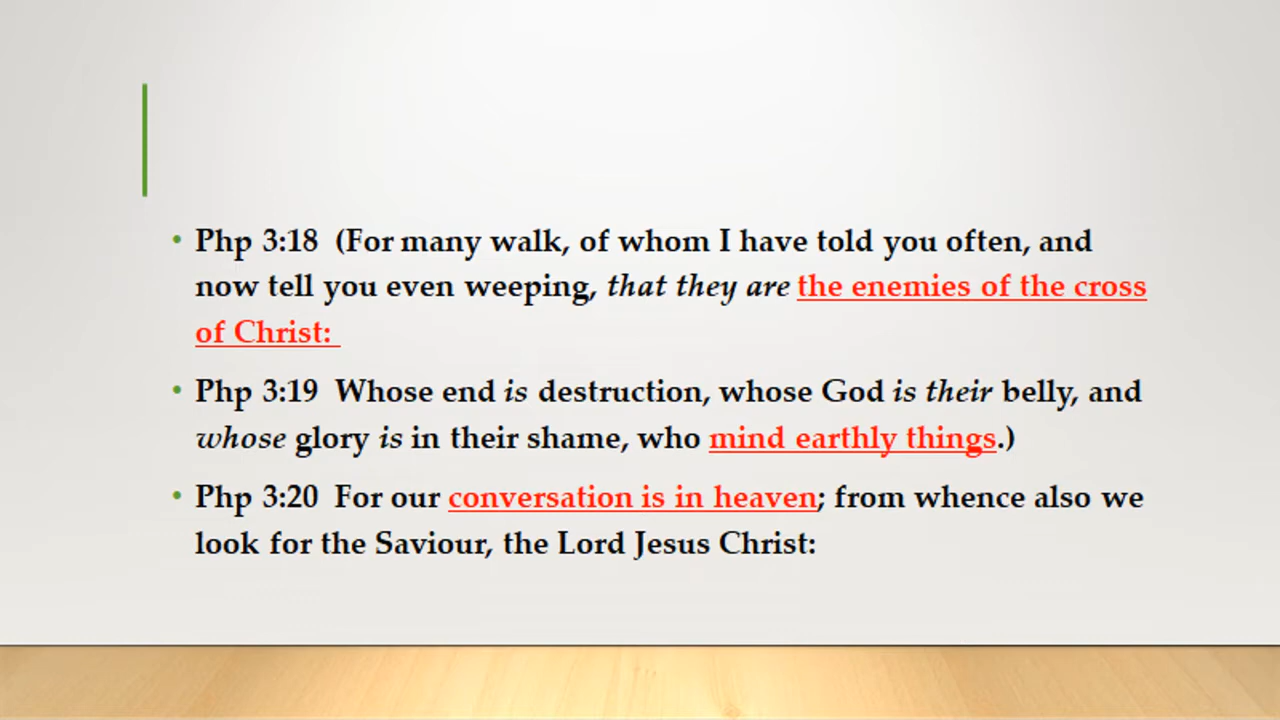 • Php 3:18 (For many walk, of whom I have told you often, and
now tell you even weeping, that they are the enemies of the cross
of Christ:
• Php 3:19 Whose end is destruction, whose God is their belly, and
whose glory is in their shame, who mind earthly things.)
• Php 3:20 For our conversation is in heaven; from whence also we
look for the Saviour, the Lord Jesus Christ: